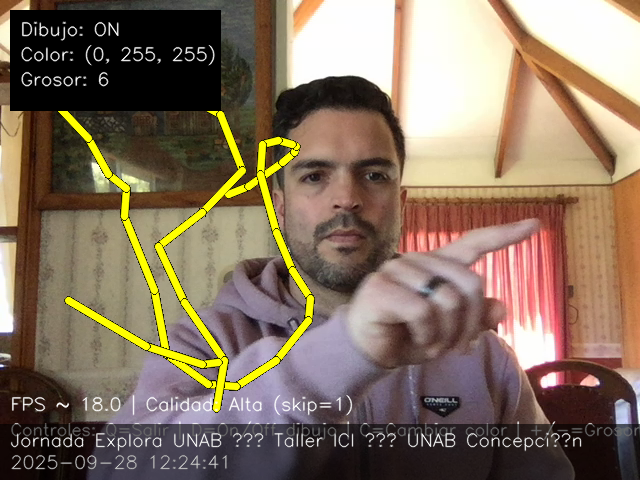 Dibujo: ON
Color: (0, 255, 255)
Grosor: 6
O'NEILL
FPS ~ 18.0 | Calidad: Alta (skip=1)
Controles: Q=Salir | D=On/Off dibujo | C=Cambiar color | +/-=Grosor
Jornada Explora UNAB ??? Taller ICI ??? UNAB Concepci??n
2025-09-28 12:24:41